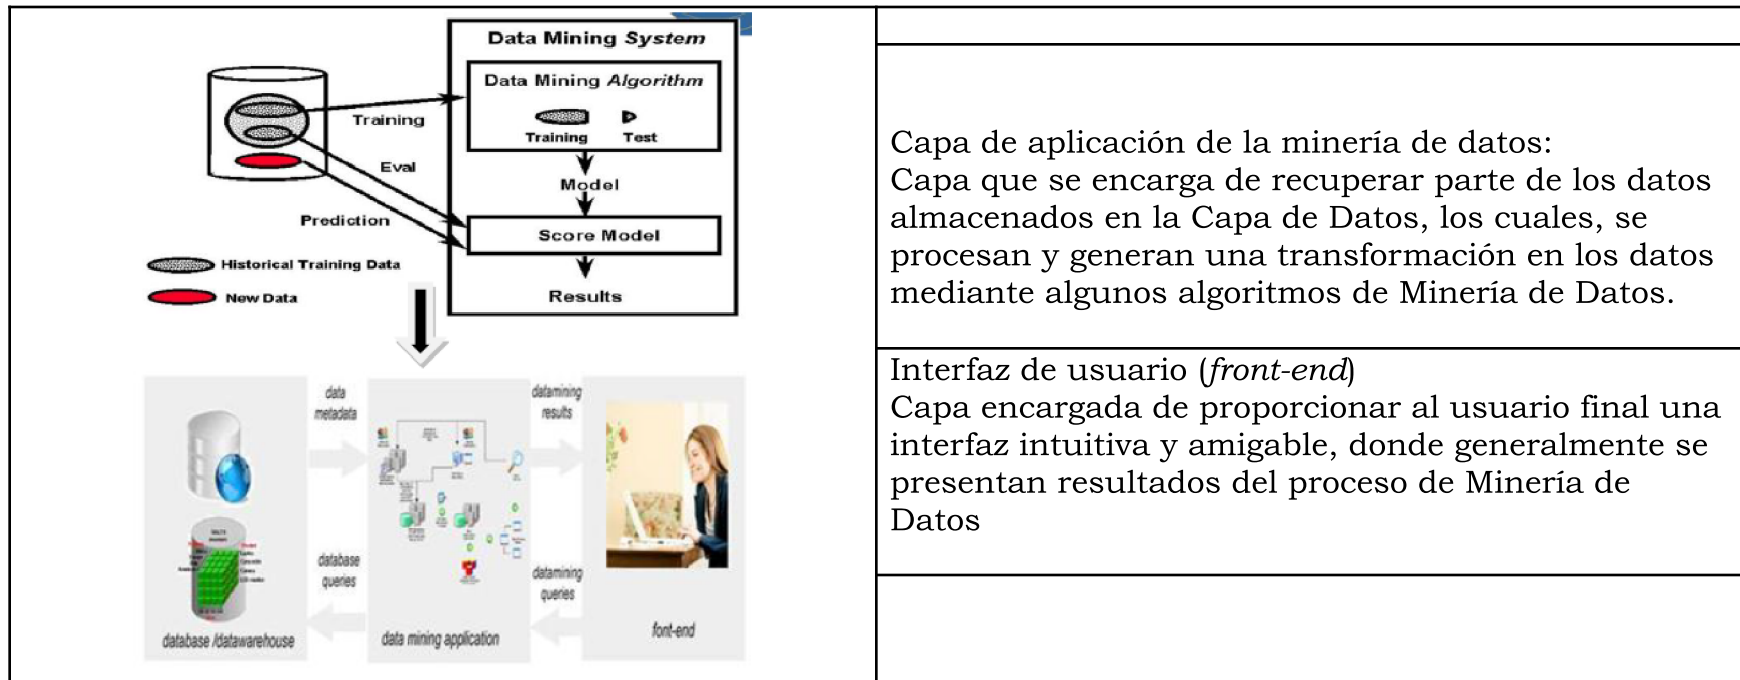 Data Mining System
Data Mining Algorithm
Training
Training Test
Eval
Model
Prediction
Score Model
Historical Training Data
New Data
Results
data
metadata
datamining
results
database
queries
datamining
queries
database /datawarehouse
data mining application
font-end
Capa de aplicación de la minería de datos:
Capa que se encarga de recuperar parte de los datos
almacenados en la Capa de Datos, los cuales, se
procesan y generan una transformación en los datos
mediante algunos algoritmos de Minería de Datos.
Interfaz de usuario (front-end)
Capa encargada de proporcionar al usuario final una
interfaz intuitiva y amigable, donde generalmente se
presentan resultados del proceso de Minería de
Datos